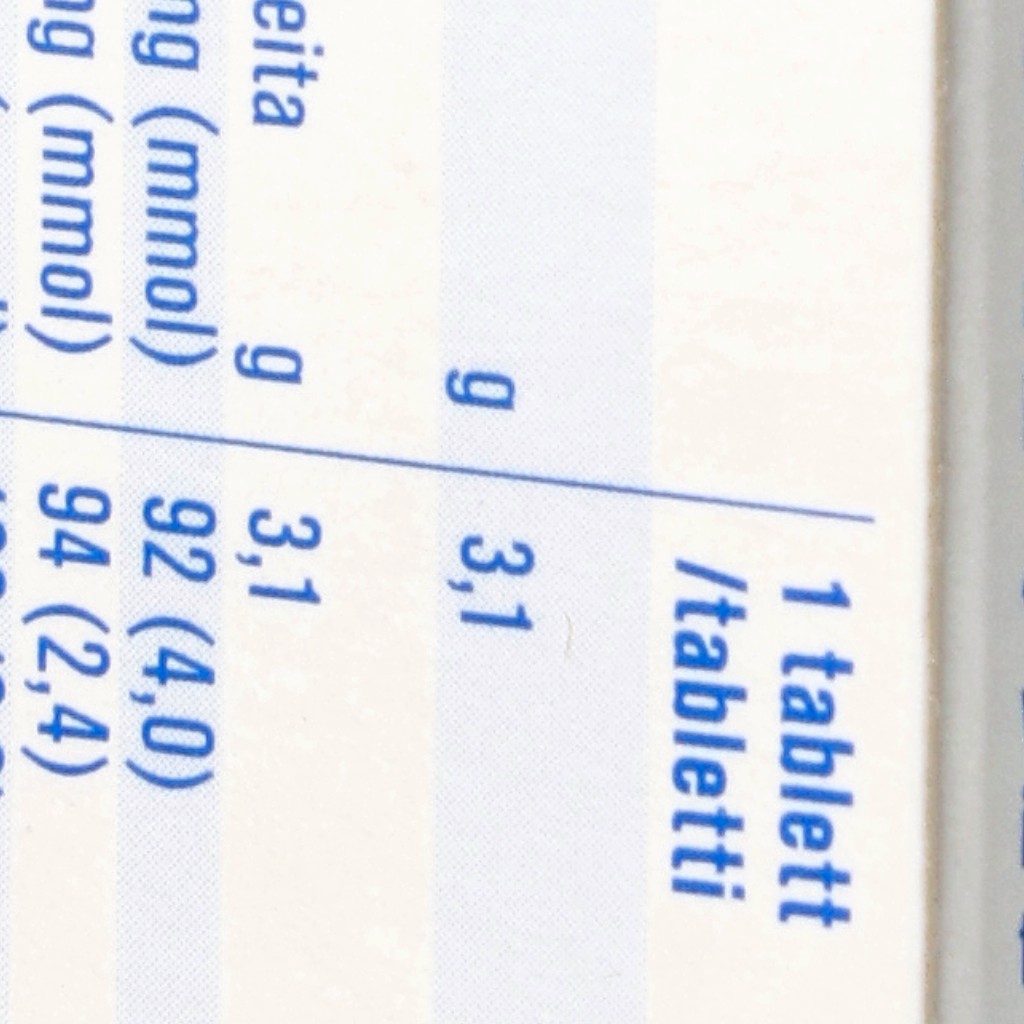 1 tablett
/tabletti
g 3,1
eita
g 3,1
ng (mmol) 92 (4,0)
ng (mmol) 94 (2,4)